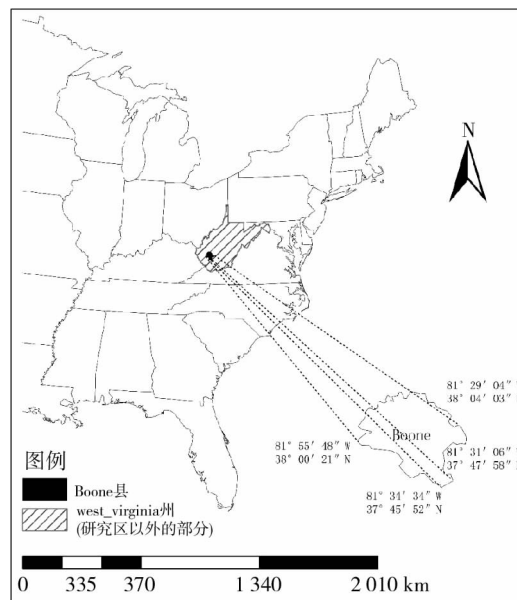 N
81° 29′ 04″
38° 04′ 03″
Boone
81° 55′ 48″ W
38° 00′ 21″ N
81° 31′ 06″
37° 47′ 58″
81° 34′ 34″ W
37° 45′ 52″ N
图例
Boone县
west_virginia州
(研究区以外的部分)
0 335 370 1 340 2 010 km